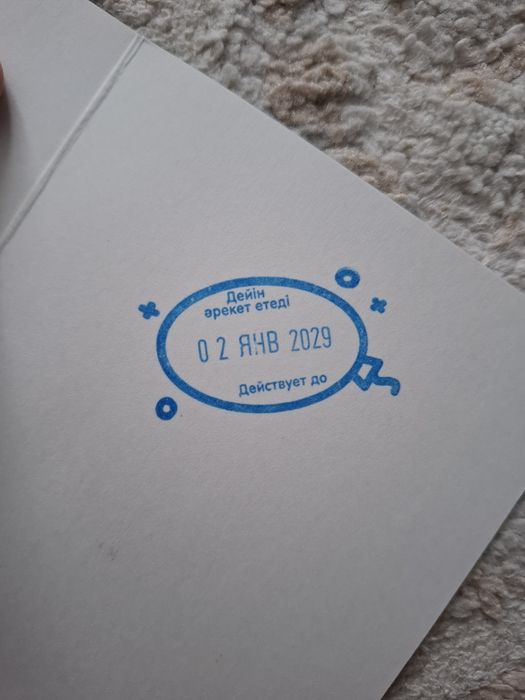 Дейін
әрекет етеді
0 2 ЯНВ 2029
Действует до